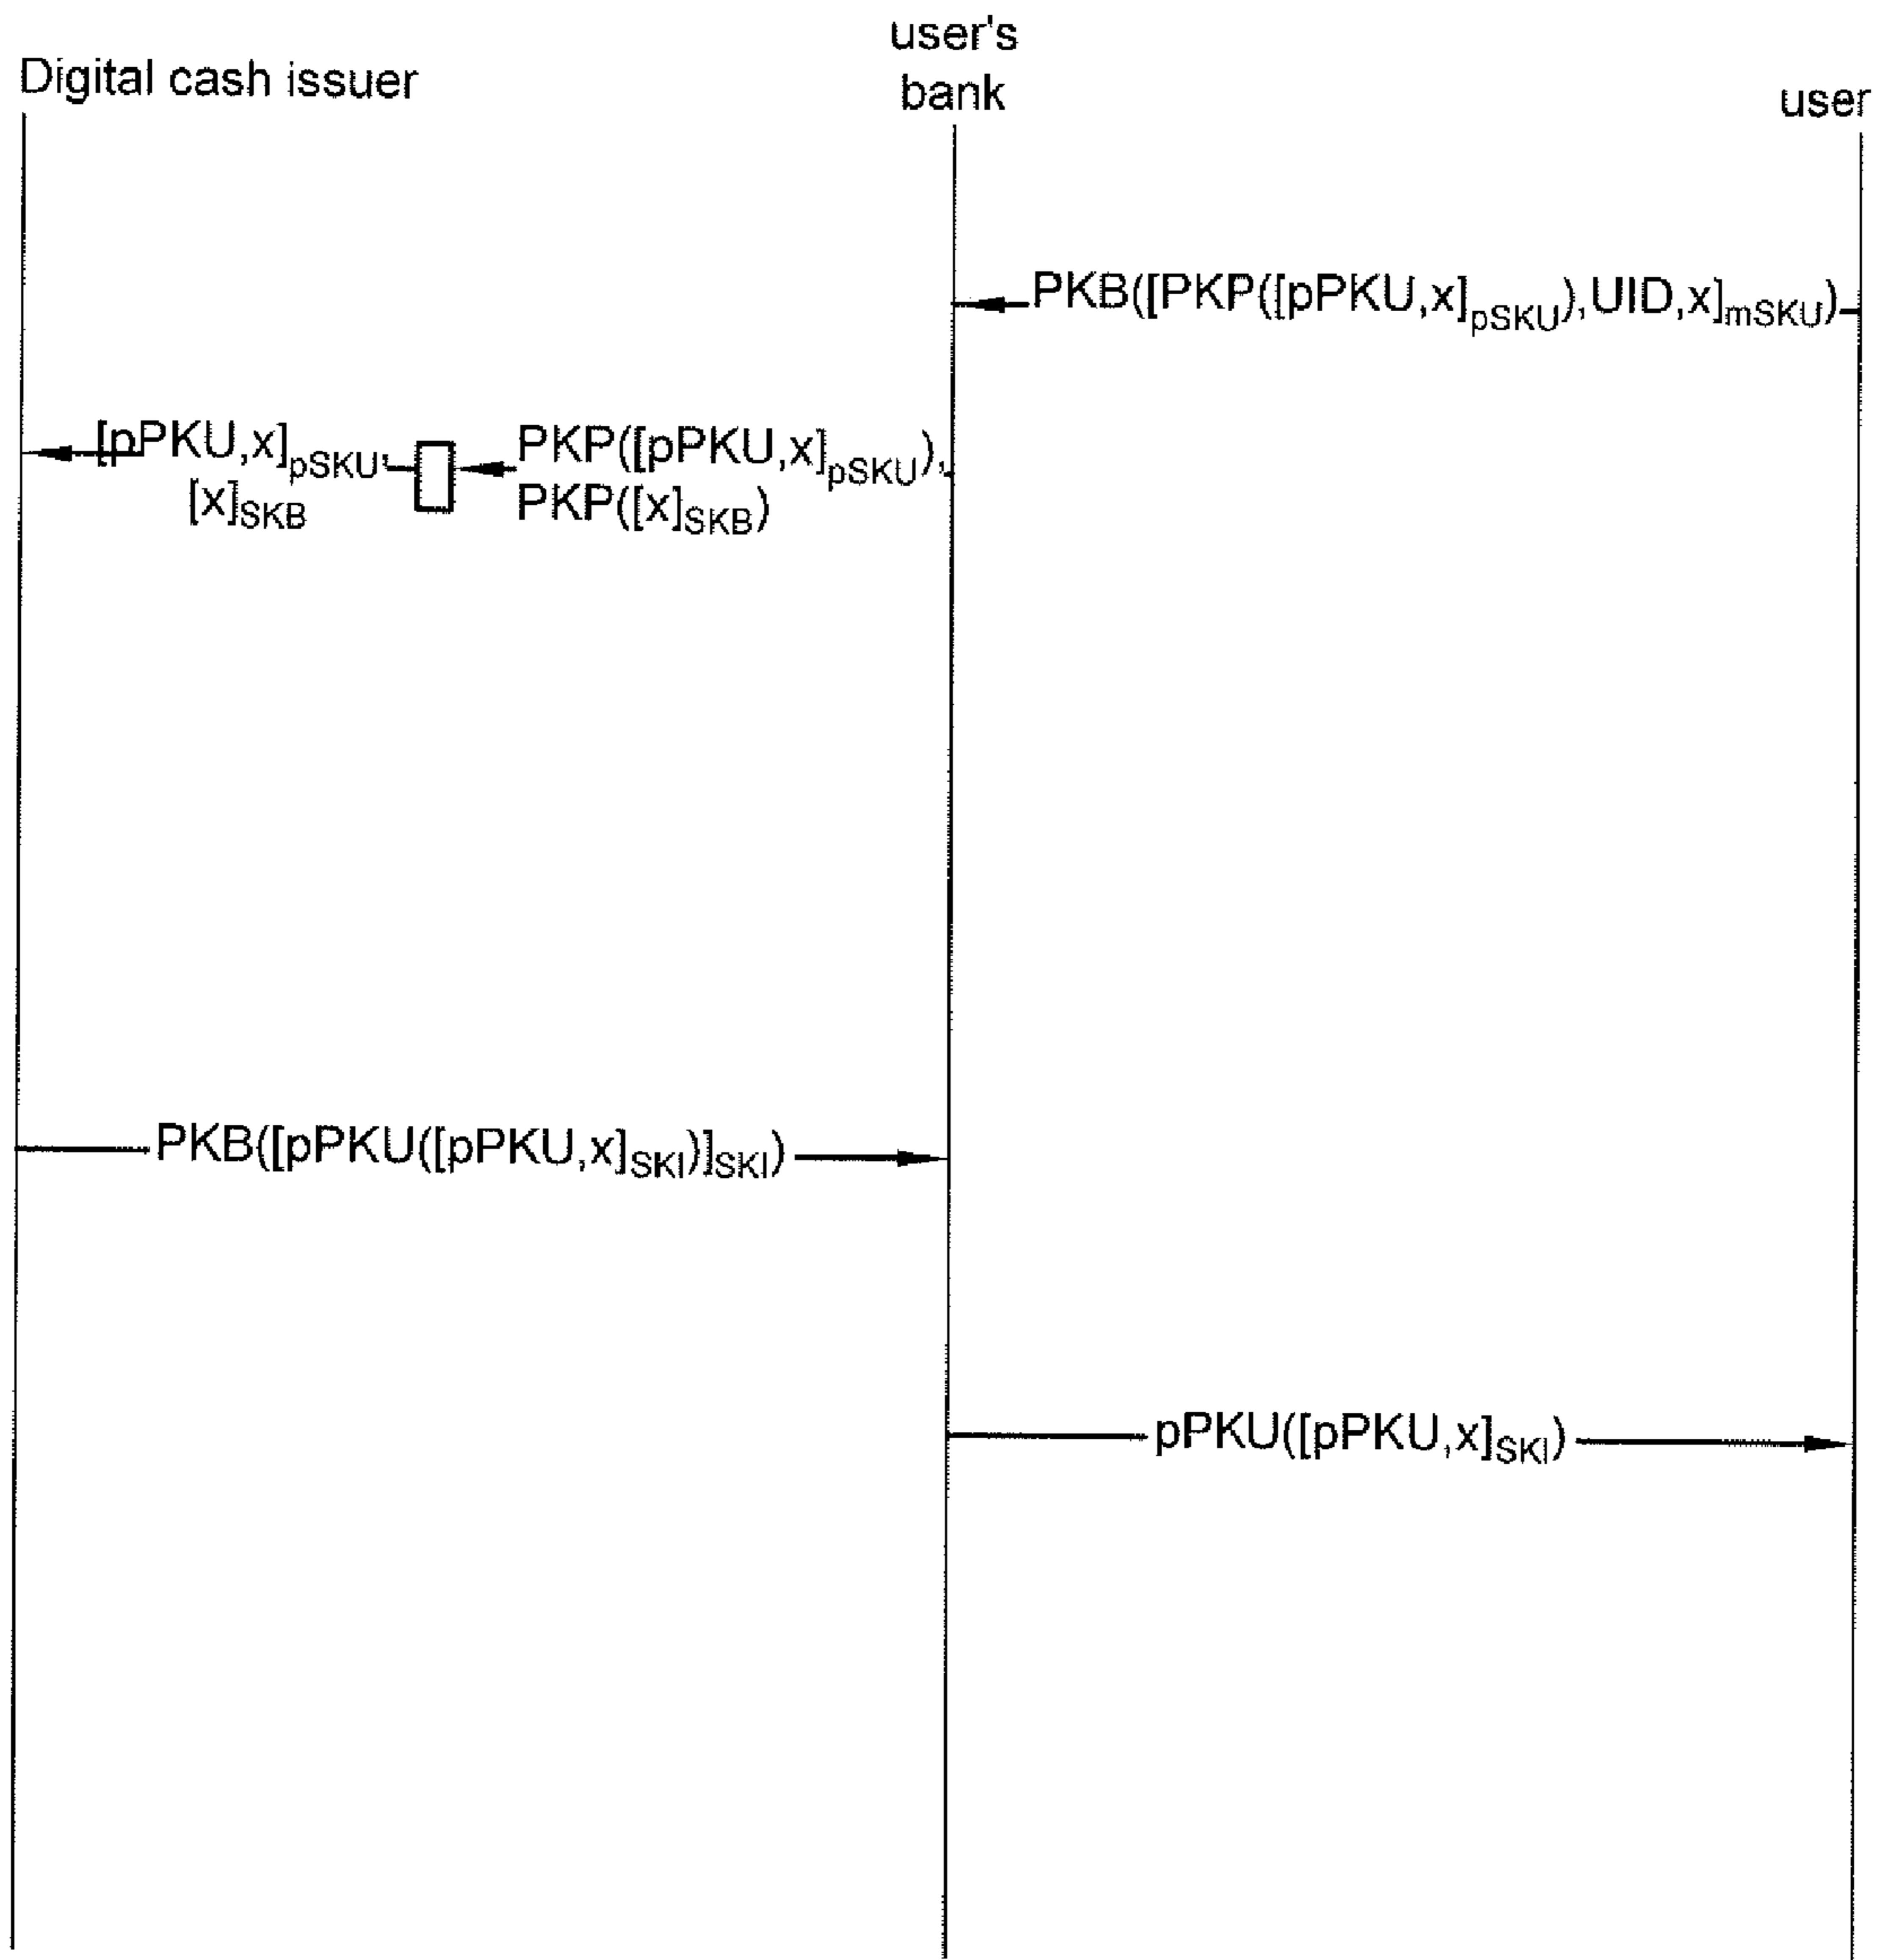 Digital cash issuer
user's
bank
user
PKB([PKP([pPKU,x]pSKU),UID,x]mSKU)
[pPKU,x]pSKU,
[x]SKB
PKP([pPKU,x]pSKU),
PKP([x]SKB)
PKB([pPKU([pPKU,x]SKI)]SKI)
pPKU([pPKU,x]SKI)